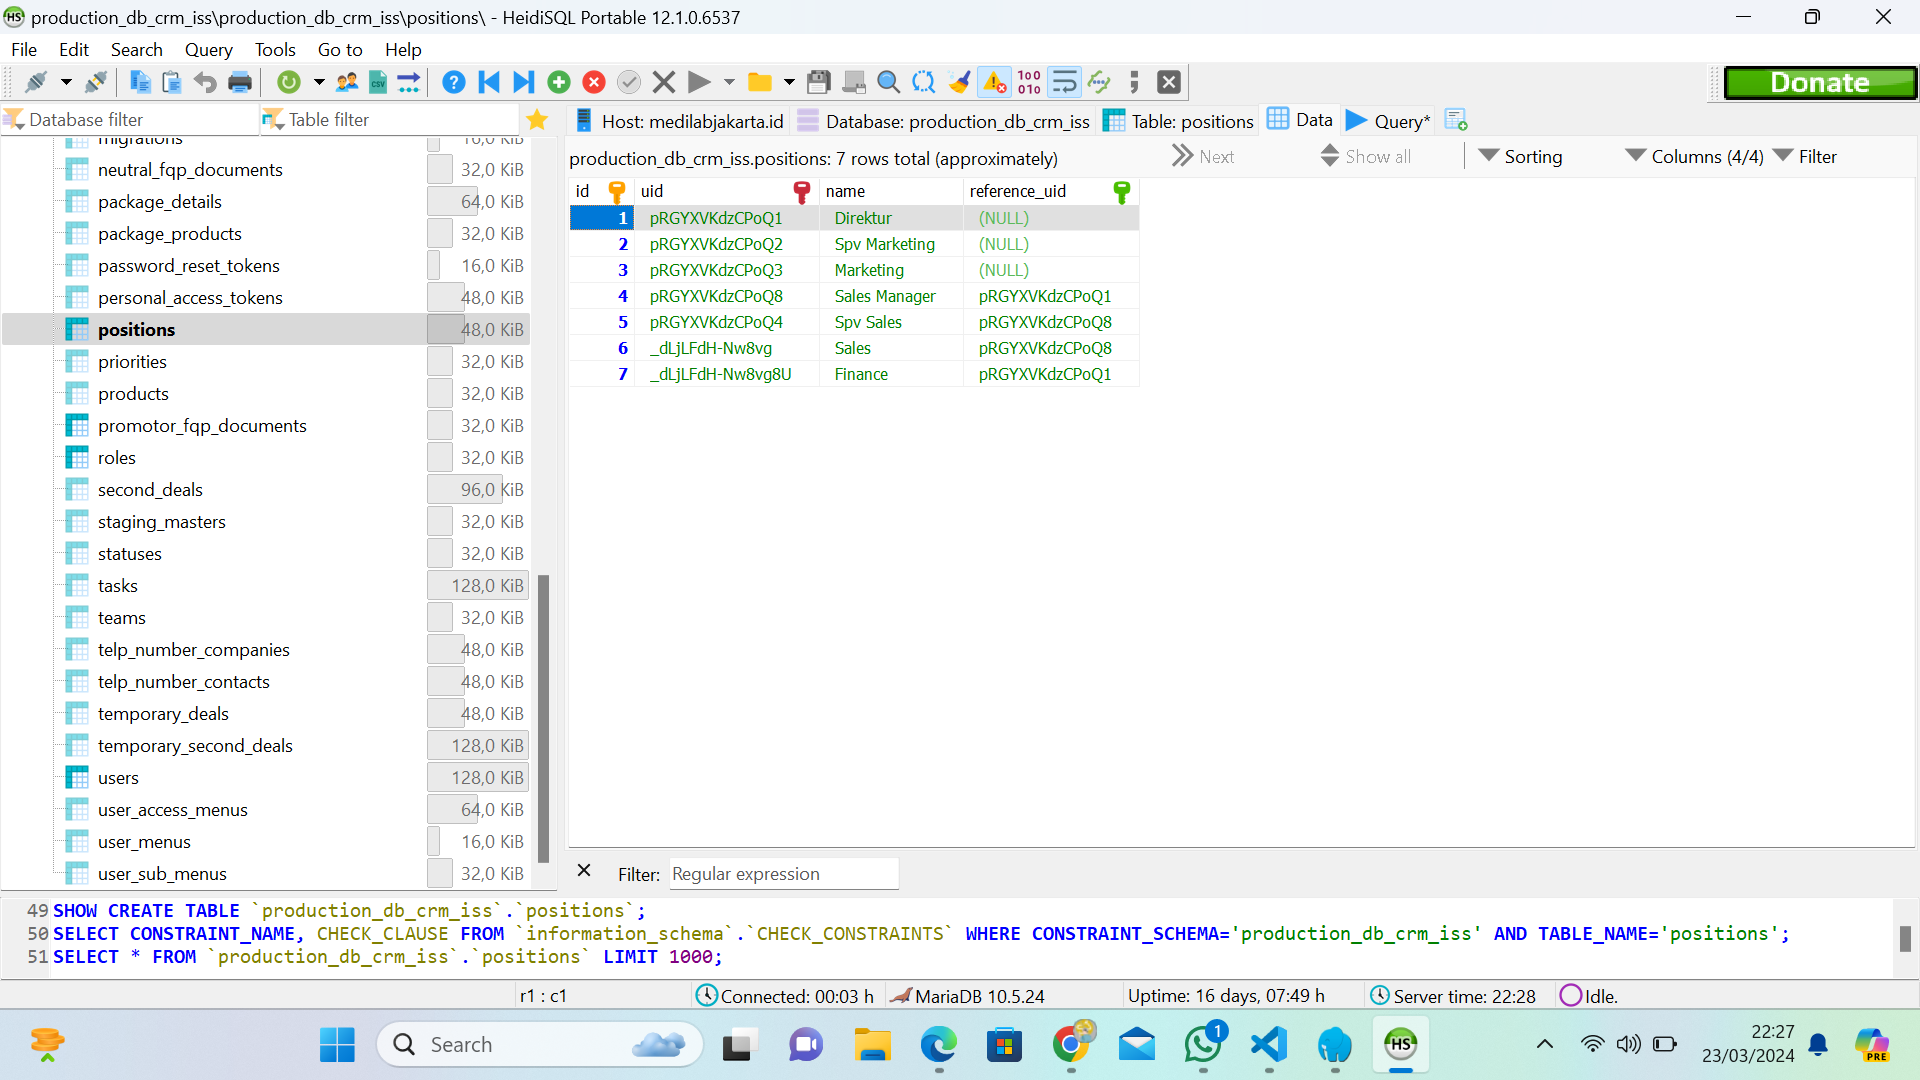 production_db_crm_iss\production_db_crm_iss\positions\ - HeidiSQL Portable 12.1.0.6537
File Edit Search Query Tools Go to Help
Donate
Database filter
Table filter
Host: medilabjakarta.id
Database: production_db_crm_iss
Table: positions
Data
Query*
production_db_crm_iss.positions: 7 rows total (approximately)
Next
Show all
Sorting
Columns (4/4)
Filter
id uid name reference_uid
1 pRGYXVKdzCPoQ1 Direktur (NULL)
2 pRGYXVKdzCPoQ2 Spv Marketing (NULL)
3 pRGYXVKdzCPoQ3 Marketing (NULL)
4 pRGYXVKdzCPoQ8 Sales Manager pRGYXVKdzCPoQ1
5 pRGYXVKdzCPoQ4 Spv Sales pRGYXVKdzCPoQ8
6 _dLjLFdH-Nw8vg Sales pRGYXVKdzCPoQ8
7 _dLjLFdH-Nw8vg8U Finance pRGYXVKdzCPoQ1
migrations 16,0 KiB
neutral_fqp_documents 32,0 KiB
package_details 64,0 KiB
package_products 32,0 KiB
password_reset_tokens 16,0 KiB
personal_access_tokens 48,0 KiB
positions 48,0 KiB
priorities 32,0 KiB
products 32,0 KiB
promotor_fqp_documents 32,0 KiB
roles 32,0 KiB
second_deals 96,0 KiB
staging_masters 32,0 KiB
statuses 32,0 KiB
tasks 128,0 KiB
teams 32,0 KiB
telp_number_companies 48,0 KiB
telp_number_contacts 48,0 KiB
temporary_deals 48,0 KiB
temporary_second_deals 128,0 KiB
users 128,0 KiB
user_access_menus 64,0 KiB
user_menus 16,0 KiB
user_sub_menus 32,0 KiB
Filter: Regular expression
49 SHOW CREATE TABLE `production_db_crm_iss`.`positions`;
50 SELECT CONSTRAINT_NAME, CHECK_CLAUSE FROM `information_schema`.`CHECK_CONSTRAINTS` WHERE CONSTRAINT_SCHEMA='production_db_crm_iss' AND TABLE_NAME='positions';
51 SELECT * FROM `production_db_crm_iss`.`positions` LIMIT 1000;
r1 : c1
Connected: 00:03 h
MariaDB 10.5.24
Uptime: 16 days, 07:49 h
Server time: 22:28
Idle.
Search
1
HS
22:27
23/03/2024
PRE